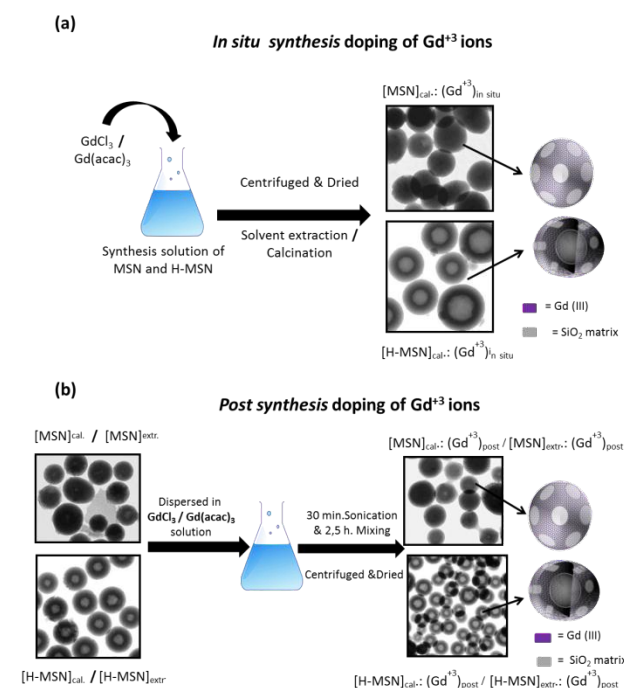 (a)
In situ synthesis doping of Gd+3 ions
[MSN]cal.: (Gd+3)in situ
GdCl3 /
Gd(acac)3
Centrifuged & Dried
Solvent extraction /
Calcination
Synthesis solution of
MSN and H-MSN
= Gd (III)
= SiO2 matrix
[H-MSN]cal.: (Gd+3)in situ
(b)
Post synthesis doping of Gd+3 ions
[MSN]cal. / [MSN]extr.
[MSN]cal.: (Gd+3)post / [MSN]extr.: (Gd+3)post
Dispersed in
GdCl3 / Gd(acac)3
solution
30 min.Sonication
& 2,5 h. Mixing
Centrifuged &Dried
= Gd (III)
= SiO2 matrix
[H-MSN]cal. / [H-MSN]extr
[H-MSN]cal.: (Gd+3)post / [H-MSN]extr.: (Gd+3)post